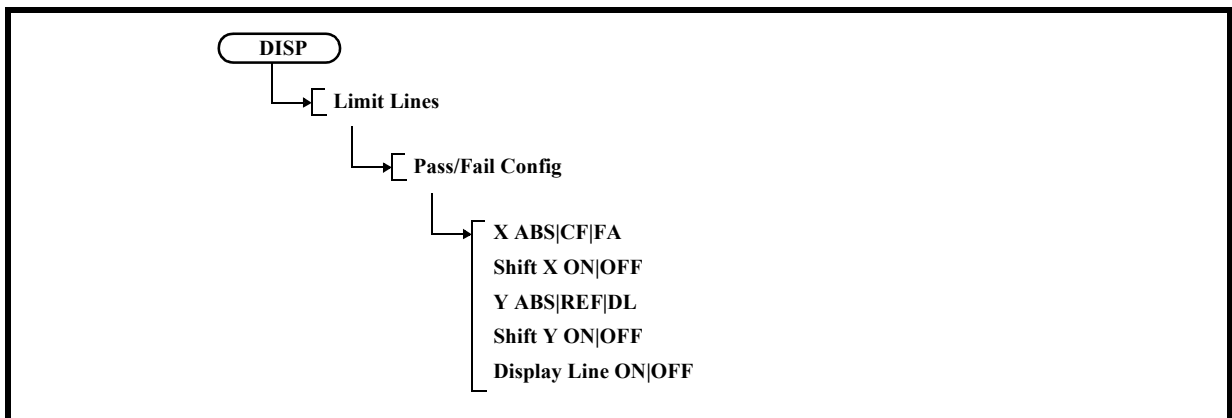 DISP
Limit Lines
Pass/Fail Config
X ABS|CF|FA
Shift X ON|OFF
Y ABS|REF|DL
Shift Y ON|OFF
Display Line ON|OFF